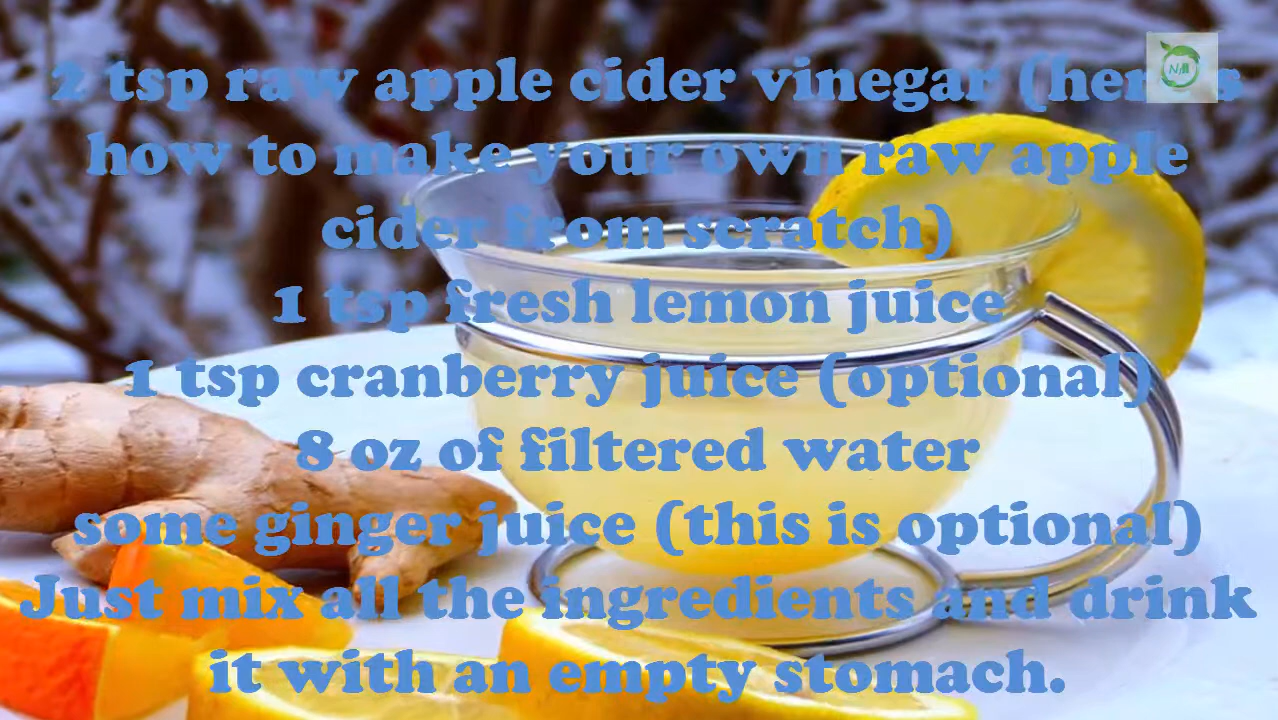 2 tsp raw apple cider vinegar (
how to make your own raw apple
cider from scratch)
1 tsp fresh lemon juice
1 tsp cranberry juice (optional)
8 oz of filtered water
some ginger juice (this is optional)
Just mix all the ingredients and drink
it with an empty stomach.